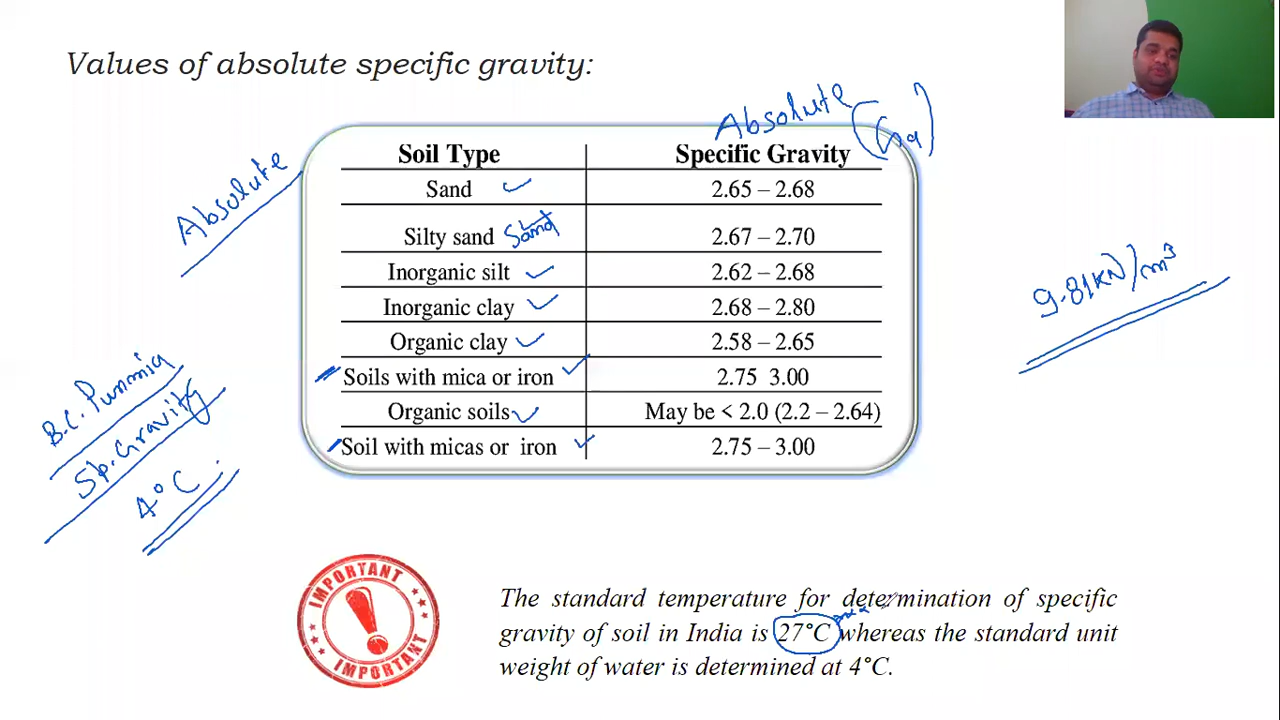 Values of absolute specific gravity:
Absolute
(Ga)
Absolute
Soil Type Specific Gravity
Sand 2.65 – 2.68
Silty sand Sand 2.67 – 2.70
Inorganic silt 2.62 – 2.68
Inorganic clay 2.68 – 2.80
Organic clay 2.58 – 2.65
Soils with mica or iron 2.75 3.00
Organic soils May be < 2.0 (2.2 – 2.64)
Soil with micas or iron 2.75 – 3.00
9.81kN/m³
B.C. Punmia
Sp. Gravity
4°C
IMPORTANT
IMPORTANT
The standard temperature for determination of specific
gravity of soil in India is 27°C whereas the standard unit
weight of water is determined at 4°C.